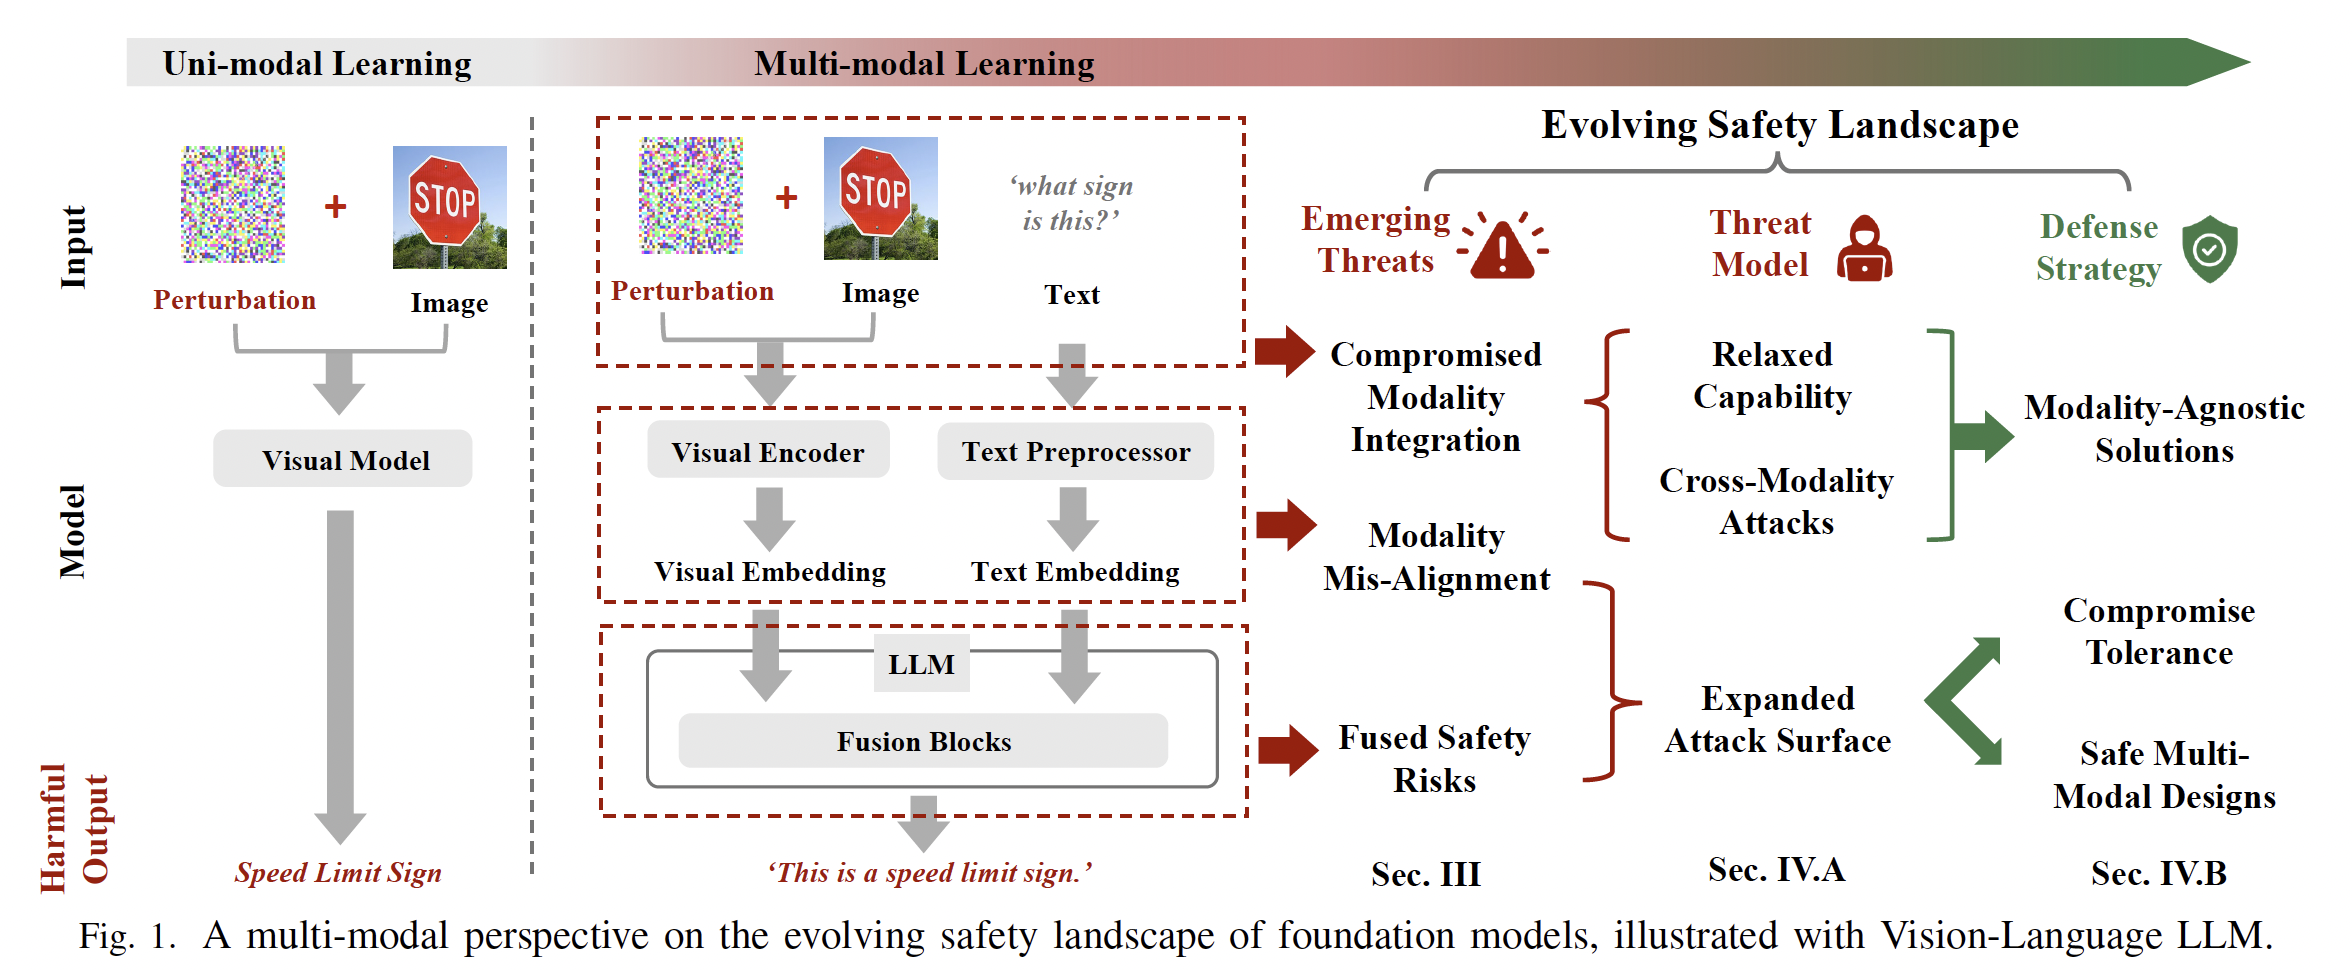 Uni-modal Learning
Multi-modal Learning
Evolving Safety Landscape
Input
Model
Harmful
Output
STOP
Perturbation
+
Image
Visual Model
Speed Limit Sign
STOP
‘what sign
is this?’
Perturbation
+
Image
Text
Visual Encoder
Text Preprocessor
Visual Embedding
Text Embedding
LLM
Fusion Blocks
‘This is a speed limit sign.’
Emerging
Threats
Compromised
Modality
Integration
Modality
Mis-Alignment
Fused Safety
Risks
Sec. III
Threat
Model
Relaxed
Capability
Cross-Modality
Attacks
Expanded
Attack Surface
Sec. IV.A
Defense
Strategy
Modality-Agnostic
Solutions
Compromise
Tolerance
Safe Multi-
Modal Designs
Sec. IV.B
Fig. 1. A multi-modal perspective on the evolving safety landscape of foundation models, illustrated with Vision-Language LLM.